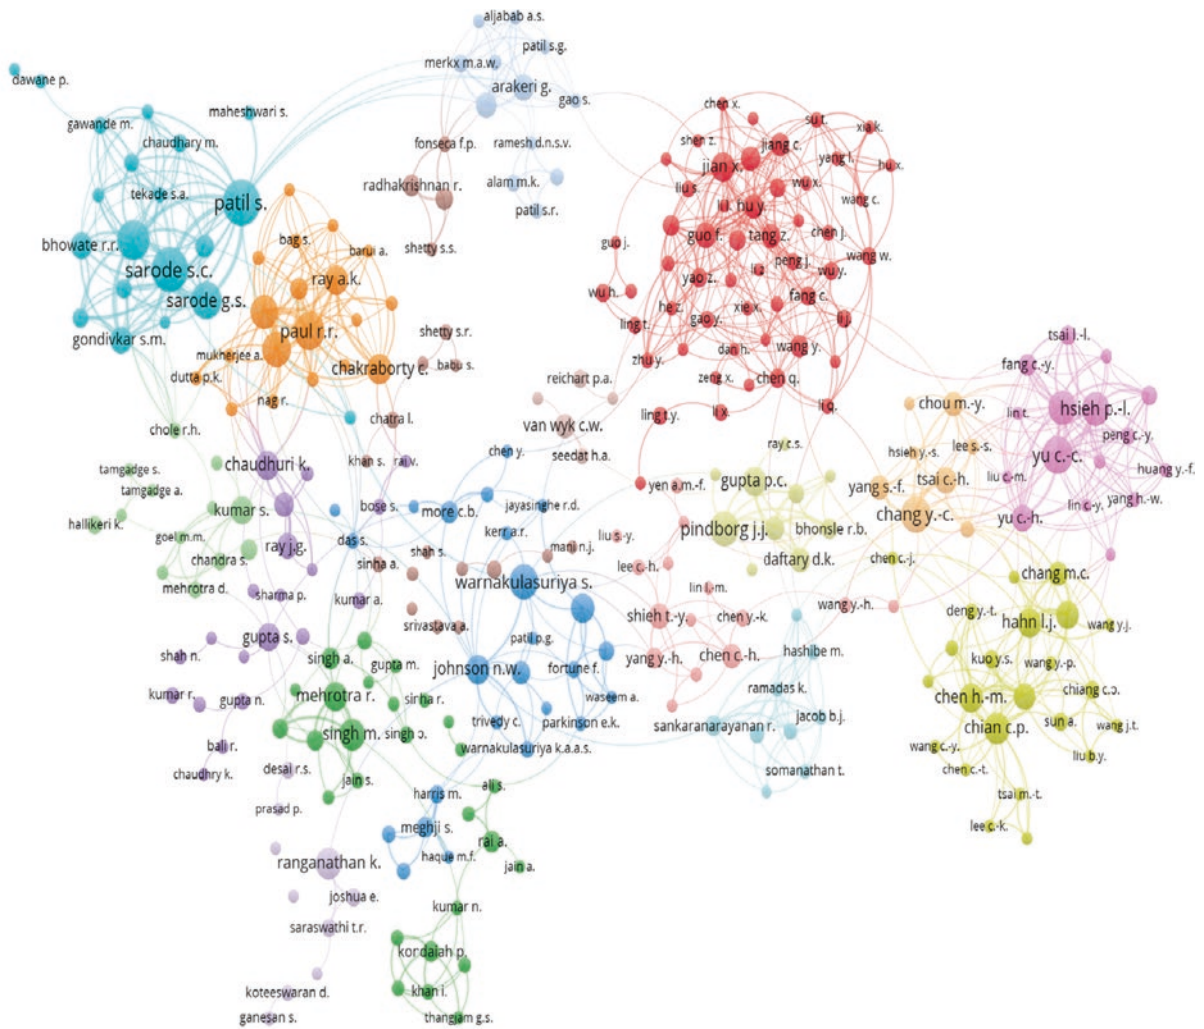 aljabab a.s.
patil s.g.
merkx m.a.w.
arakeri g.
gao s.
dawane p.
maheshwari s.
gawande m.
chaudhary m.
fonseca f.p.
ramesh d.n.s.v.
tekade s.a.
radhakrishnan r.
alam m.k.
patil s.
patil s.r.
bhowate r.r.
bag s.
barui a.
shetty s.s.
sarode s.c.
ray a.k.
sarode g.s.
paul r.r.
gondivkar s.m.
mukherjee a.
chakraborty c.
shetty s.r.
babu s.
dutta p.k.
nag r.
chatra l.
chole r.h.
reichart p.a.
van wyk c.w.
seedat h.a.
chen x.
su t.
xia k.
shen z.
jiang c.
yang l.
hu x.
jian x.
liu s.
wu x.
wang c.
hu y.
guo j.
guo f.
tang z.
chen j.
wang w.
peng j.
yao z.
li z.
wu y.
wu h.
he z.
xie x.
fang c.
ling t.
gao y.
li j.
dan h.
wang y.
zhu y.
zeng x.
chen q.
ling t.y.
li x.
li q.
tsai l.-l.
fang c.-y.
chou m.-y.
lin t.
hsieh p.-l.
peng c.-y.
hsieh y.-s.
lee s.-s.
yu c.-c.
huang y.-f.
tsai c.-h.
liu c.-m.
yang s.-f.
yang h.-w.
lin c.-y.
chang y.-c.
yu c.-h.
ray c.s.
yen a.m.-f.
gupta p.c.
pindborg j.j.
bhonsle r.b.
daftary d.k.
chen c.-j.
chang m.c.
tamgadge s.
tamgadge a.
chaudhuri k.
khan s.
rai v.
chen y.
hallikeri k.
kumar s.
bose s.
more c.b.
jayasinghe r.d.
goel m.m.
ray j.g.
das s.
kerr a.r.
liu s.-y.
chandra s.
shah s.
mani n.j.
lee c.-h.
mehrotra d.
sinha a.
sharma p.
warnakulasuriya s.
lin l.-m.
kumar a.
srivastava a.
shieh t.-y.
chen y.-k.
wang y.-h.
deng y.-t.
hahn l.j.
wang y.j.
gupta s.
patil p.g.
hashibe m.
shah n.
singh a.
gupta m.
johnson n.w.
fortune f.
yang y.-h.
chen c.-h.
kuo y.s.
wang y.-p.
kumar r.
gupta n.
mehrotra r.
waseem a.
ramadas k.
chen h.-m.
trivedy c.
parkinson e.k.
sankaranarayanan r.
jacob b.j.
chian c.p.
sun a.
wang j.t.
bali r.
singh m.
warnakulasuriya k.a.a.s.
wang c.-y.
liu b.y.
chaudhry k.
desai r.s.
jain s.
somanathan t.
chen c.-t.
prasad p.
harris m.
ali s.
tsai m.-t.
meghji s.
lee c.-k.
rai a.
ranganathan k.
haque m.f.
jain a.
joshua e.
kumar n.
saraswathi t.r.
kondaiah p.
koteeswaran d.
khan i.
ganesan s.
thangjam g.s.